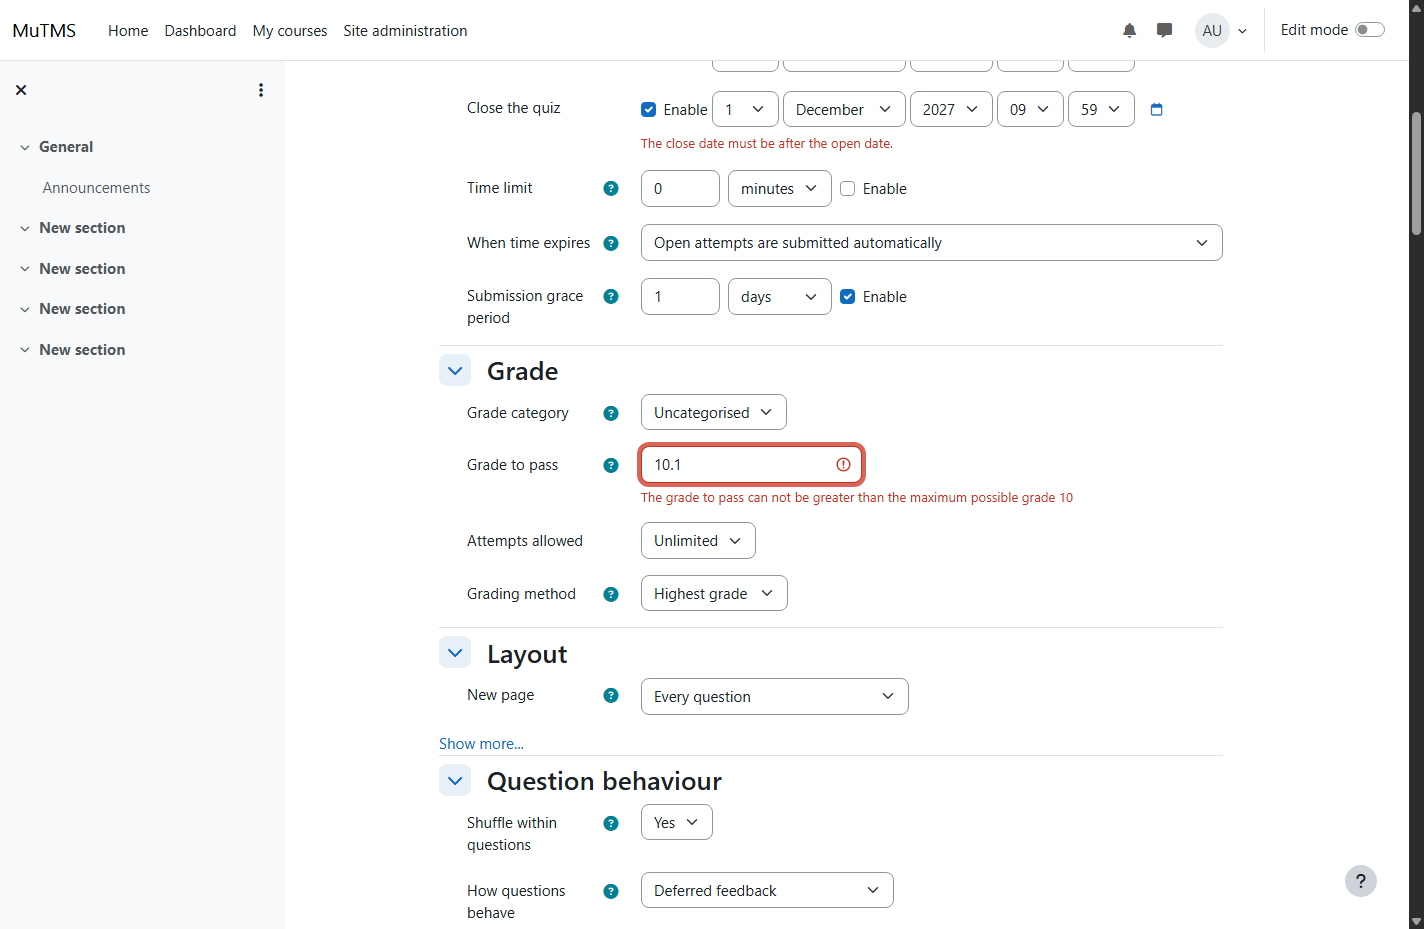 MuTMS Home Dashboard My courses Site administration AU Edit mode
General
Announcements
New section
New section
New section
New section
Close the quiz Enable 1 December 2027 09 59
The close date must be after the open date.
Time limit ? 0 minutes Enable
When time expires ? Open attempts are submitted automatically
Submission grace period ? 1 days Enable
Grade
Grade category ? Uncategorised
Grade to pass ? 10.1
The grade to pass can not be greater than the maximum possible grade 10
Attempts allowed Unlimited
Grading method ? Highest grade
Layout
New page ? Every question
Show more...
Question behaviour
Shuffle within questions ? Yes
How questions behave ? Deferred feedback
?